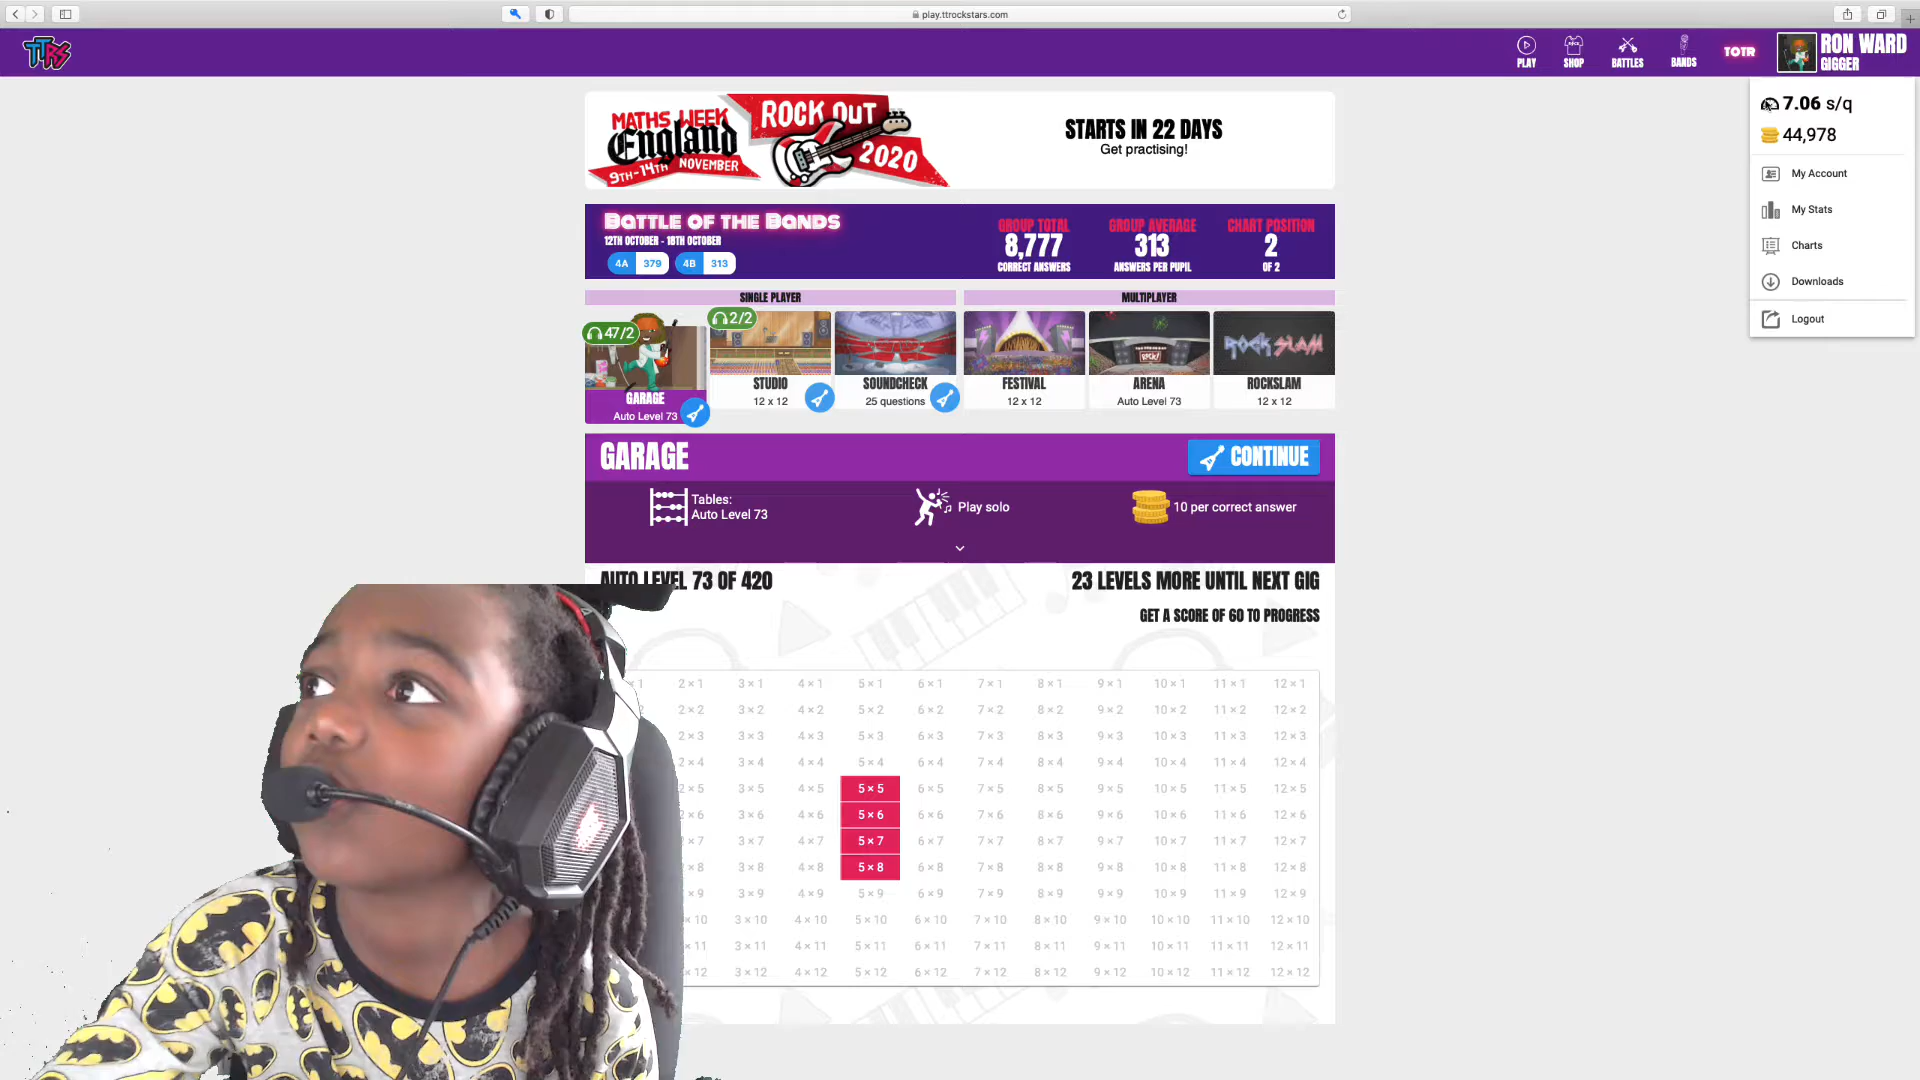 play.ttrockstars.com
TTRS
PLAY
SHOP
BATTLES
BANDS
TOTR
RON WARD
GIGGER
7.06 s/q
44,978
My Account
My Stats
Charts
Downloads
Logout
MATHS WEEK
England
9TH-14TH NOVEMBER
ROCK OUT
2020
STARTS IN 22 DAYS
Get practising!
BATTLE OF THE BANDS
12TH OCTOBER - 18TH OCTOBER
4A 379 4B 313
GROUP TOTAL
8,777
CORRECT ANSWERS
GROUP AVERAGE
313
ANSWERS PER PUPIL
CHART POSITION
2
OF 2
SINGLE PLAYER
MULTIPLAYER
47/2
GARAGE
Auto Level 73
2/2
STUDIO
12 x 12
SOUNDCHECK
25 questions
FESTIVAL
12 x 12
ROCK!
ARENA
Auto Level 73
ROCK SLAM
ROCKSLAM
12 x 12
GARAGE
CONTINUE
Tables:
Auto Level 73
Play solo
10 per correct answer
AUTO LEVEL 73 OF 420
23 LEVELS MORE UNTIL NEXT GIG
GET A SCORE OF 60 TO PROGRESS
× 1 2 × 1 3 × 1 4 × 1 5 × 1 6 × 1 7 × 1 8 × 1 9 × 1 10 × 1 11 × 1 12 × 1
2 2 × 2 3 × 2 4 × 2 5 × 2 6 × 2 7 × 2 8 × 2 9 × 2 10 × 2 11 × 2 12 × 2
2 × 3 3 × 3 4 × 3 5 × 3 6 × 3 7 × 3 8 × 3 9 × 3 10 × 3 11 × 3 12 × 3
2 × 4 3 × 4 4 × 4 5 × 4 6 × 4 7 × 4 8 × 4 9 × 4 10 × 4 11 × 4 12 × 4
2 × 5 3 × 5 4 × 5 5 × 5 6 × 5 7 × 5 8 × 5 9 × 5 10 × 5 11 × 5 12 × 5
2 × 6 3 × 6 4 × 6 5 × 6 6 × 6 7 × 6 8 × 6 9 × 6 10 × 6 11 × 6 12 × 6
× 7 3 × 7 4 × 7 5 × 7 6 × 7 7 × 7 8 × 7 9 × 7 10 × 7 11 × 7 12 × 7
× 8 3 × 8 4 × 8 5 × 8 6 × 8 7 × 8 8 × 8 9 × 8 10 × 8 11 × 8 12 × 8
× 9 3 × 9 4 × 9 5 × 9 6 × 9 7 × 9 8 × 9 9 × 9 10 × 9 11 × 9 12 × 9
× 10 3 × 10 4 × 10 5 × 10 6 × 10 7 × 10 8 × 10 9 × 10 10 × 10 11 × 10 12 × 10
× 11 3 × 11 4 × 11 5 × 11 6 × 11 7 × 11 8 × 11 9 × 11 10 × 11 11 × 11 12 × 11
× 12 3 × 12 4 × 12 5 × 12 6 × 12 7 × 12 8 × 12 9 × 12 10 × 12 11 × 12 12 × 12